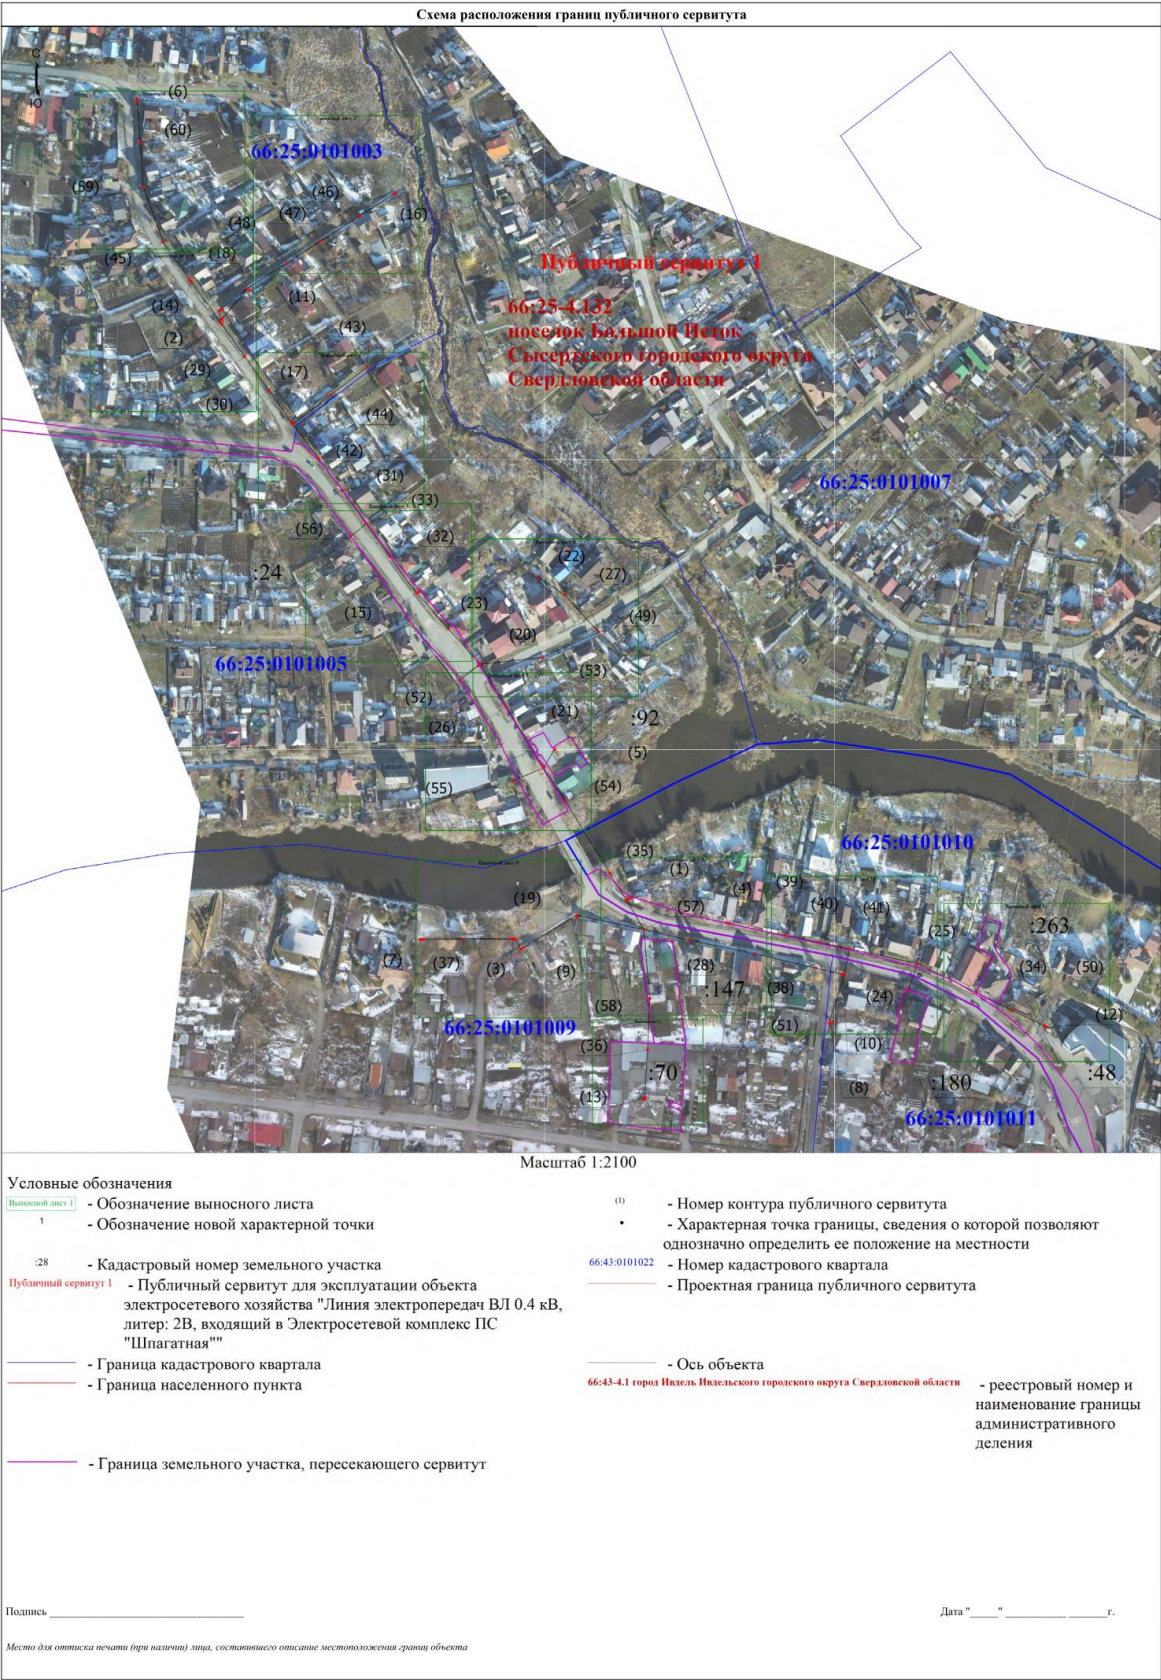 Схема расположения границ публичного сервитута
С
Ю
(6)
(60)
66:25:0101003
(59)
(46)
(47)
(48)
(16)
(45)
(18)
Публичный сервитут 1
(14)
(11)
66:25-4.132
(2)
(43)
поселок Большой Исток
Сысертского городского округа
(29)
(17)
Свердловской области
(30)
(44)
(42)
(31)
66:25:0101007
(33)
(56)
(32)
(22)
:24
(27)
(15)
(23)
(49)
(20)
66:25:0101005
(53)
(52)
(21)
:92
(26)
(5)
(55)
(54)
66:25:0101010
(35)
(1)
(39)
(4)
(19)
(57)
(40)
(41)
(25)
:263
(7)
(37)
(3)
(9)
(28)
(34)
(50)
:147
(38)
(24)
(58)
(12)
66:25:0101009
(51)
(10)
(36)
:70
:180
:48
(13)
(8)
66:25:0101011
Масштаб 1:2100
Условные обозначения
Выносной лист 1 - Обозначение выносного листа
1 - Обозначение новой характерной точки
:28 - Кадастровый номер земельного участка
Публичный сервитут 1 - Публичный сервитут для эксплуатации объекта
электросетевого хозяйства "Линия электропередач ВЛ 0.4 кВ,
литер: 2В, входящий в Электросетевой комплекс ПС
"Шпагатная""
- Граница кадастрового квартала
- Граница населенного пункта
- Граница земельного участка, пересекающего сервитут
(1) - Номер контура публичного сервитута
- Характерная точка границы, сведения о которой позволяют
однозначно определить ее положение на местности
66:43:0101022 - Номер кадастрового квартала
- Проектная граница публичного сервитута
- Ось объекта
66:43-4.1 город Ивдель Ивдельского городского округа Свердловской области - реестровый номер и
наименование границы
административного
деления
Подпись ____________________
Дата "_____" ___________ _______г.
Место для оттиска печати (при наличии) лица, составившего описание местоположения границ объекта